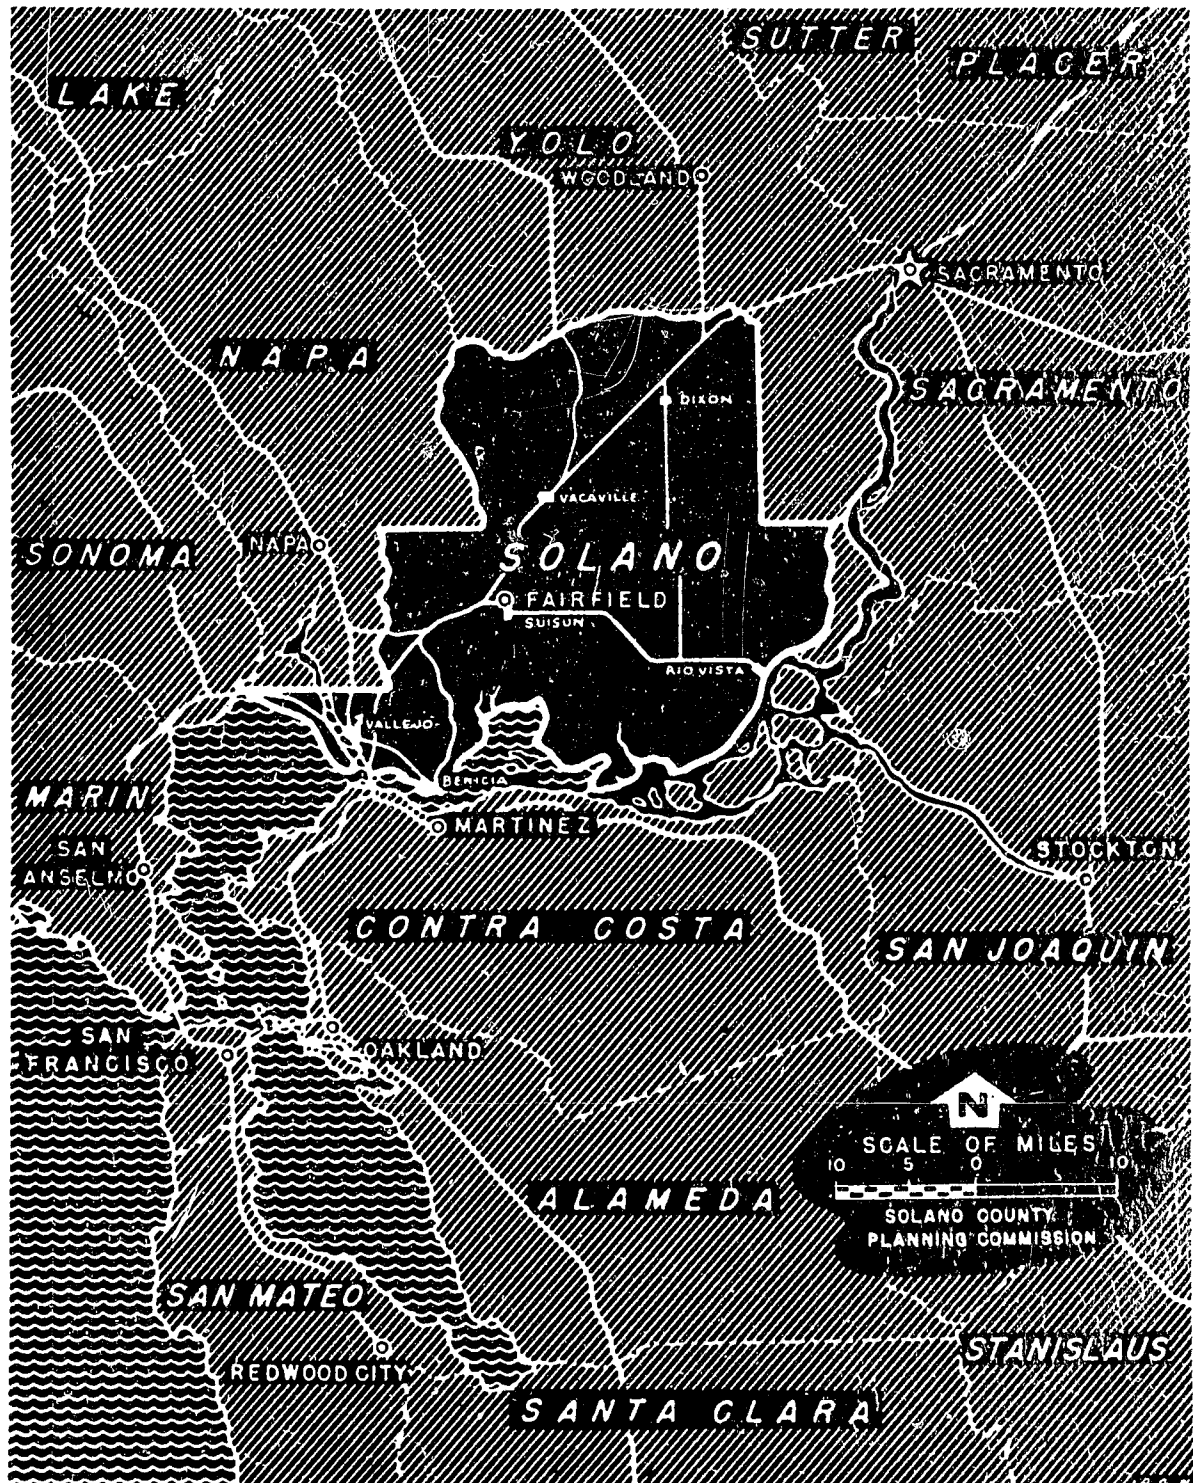 SUTTER
PLACER
LAKE
YOLO
WOODLAND
SACRAMENTO
NAPA
SACRAMENTO
DIXON
VACAVILLE
SONOMA
NAPA
SOLANO
FAIRFIELD
SUISUN
RIO VISTA
VALLEJO
BENICIA
MARIN
MARTINEZ
SAN
ANSELMO
STOCKTON
CONTRA COSTA
SAN JOAQUIN
SAN
FRANCISCO
OAKLAND
N
SCALE OF MILES
10 5 0 10
ALAMEDA
SOLANO COUNTY
PLANNING COMMISSION
SAN MATEO
STANISLAUS
REDWOOD CITY
SANTA CLARA